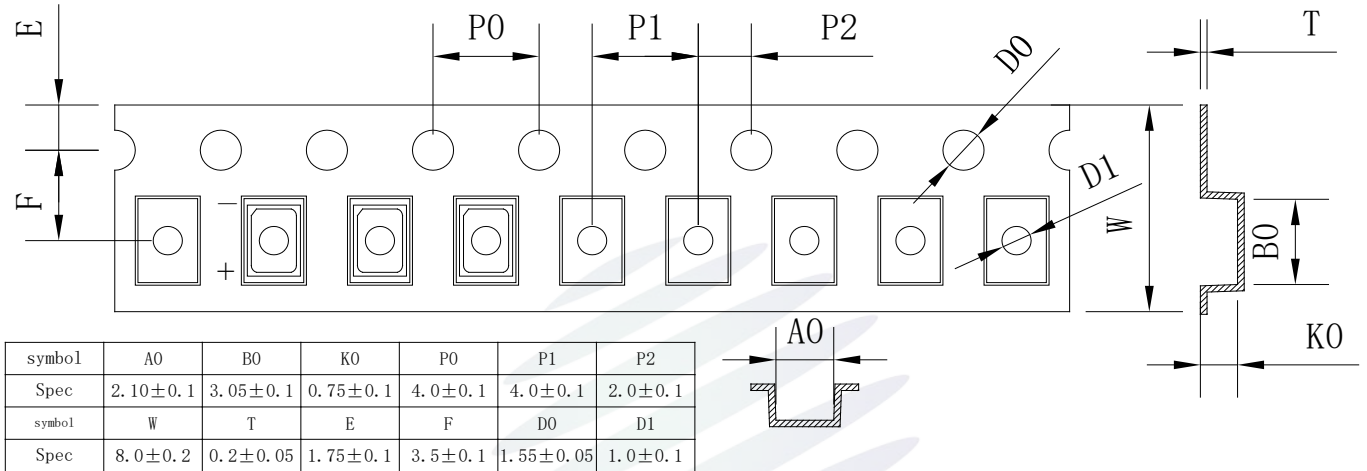 E
P0
P1
P2
D0
T
F
D1
W
B0
−
+
A0
K0
symbol A0 B0 K0 P0 P1 P2
Spec 2.10±0.1 3.05±0.1 0.75±0.1 4.0±0.1 4.0±0.1 2.0±0.1
symbol W T E F D0 D1
Spec 8.0±0.2 0.2±0.05 1.75±0.1 3.5±0.1 1.55±0.05 1.0±0.1